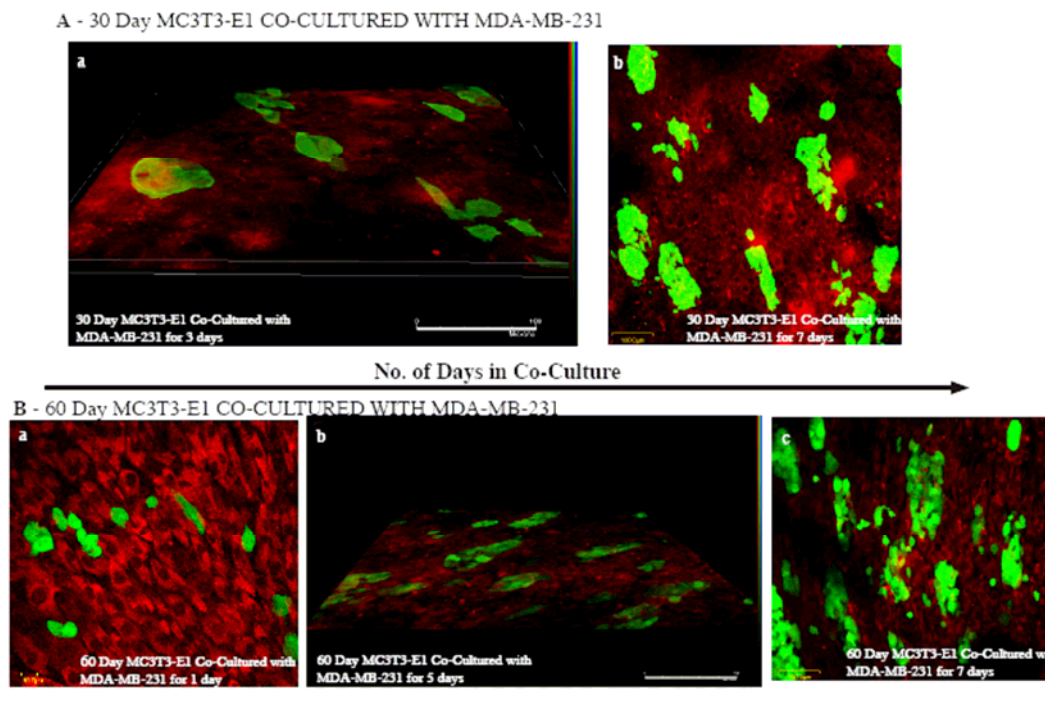 A - 30 Day MC3T3-E1 CO-CULTURED WITH MDA-MB-231
a
b
30 Day MC3T3-E1 Co-Cultured with
MDA-MB-231 for 3 days
0
30 Day MC3T3-E1 Co-Cultured with
MDA-MB-231 for 7 days
No. of Days in Co-Culture
B - 60 Day MC3T3-E1 CO-CULTURED WITH MDA-MB-231
a
b
c
60 Day MC3T3-E1 Co-Cultured with
MDA-MB-231 for 1 day
60 Day MC3T3-E1 Co-Cultured with
MDA-MB-231 for 5 days
60 Day MC3T3-E1 Co-Cultured w
MDA-MB-231 for 7 days